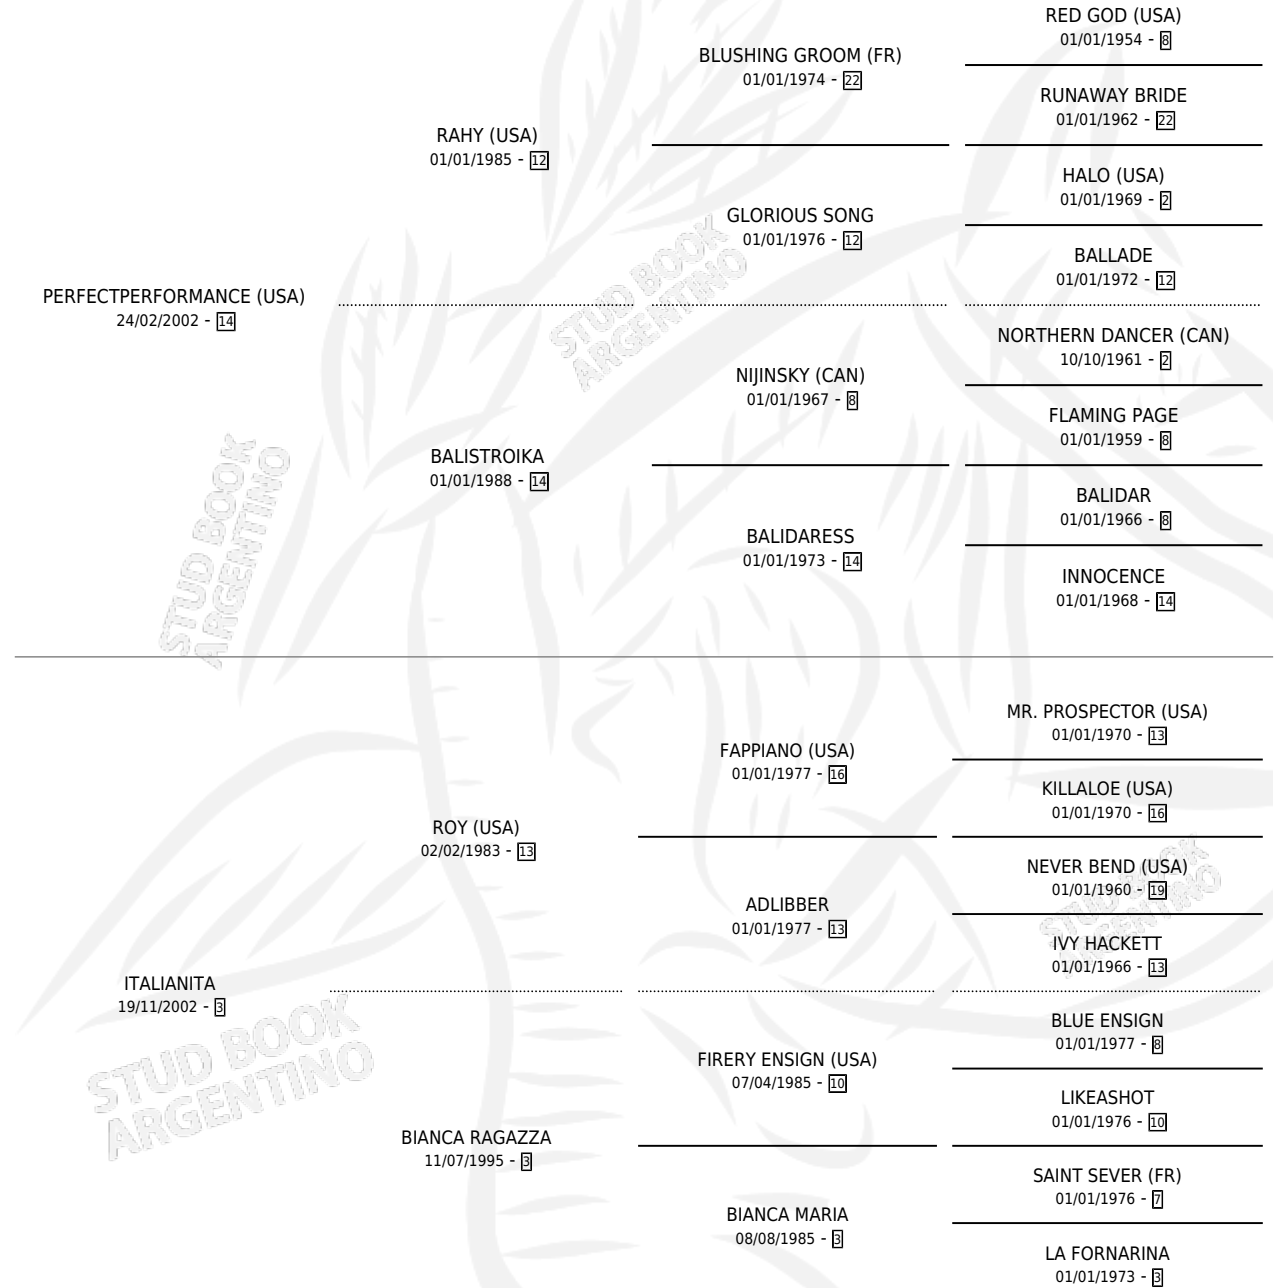 RED GOD (USA)
01/01/1954 - 8
BLUSHING GROOM (FR)
01/01/1974 - 22
RUNAWAY BRIDE
01/01/1962 - 22
RAHY (USA)
01/01/1985 - 12
HALO (USA)
01/01/1969 - 2
GLORIOUS SONG
01/01/1976 - 12
BALLADE
01/01/1972 - 12
PERFECTPERFORMANCE (USA)
24/02/2002 - 14
STUD BOOK
ARGENTINO
NORTHERN DANCER (CAN)
10/10/1961 - 2
NIJINSKY (CAN)
01/01/1967 - 8
FLAMING PAGE
01/01/1959 - 8
BALISTROIKA
01/01/1988 - 14
BALIDAR
01/01/1966 - 8
BALIDARESS
01/01/1973 - 14
INNOCENCE
01/01/1968 - 14
STUD BOOK
ARGENTINO
MR. PROSPECTOR (USA)
01/01/1970 - 13
FAPPIANO (USA)
01/01/1977 - 16
KILLALOE (USA)
01/01/1970 - 16
ROY (USA)
02/02/1983 - 13
NEVER BEND (USA)
01/01/1960 - 19
ADLIBBER
01/01/1977 - 13
IVY HACKETT
01/01/1966 - 13
STUD BOOK
ARGENTINO
ITALIANITA
19/11/2002 - 3
BLUE ENSIGN
01/01/1977 - 8
FIRERY ENSIGN (USA)
07/04/1985 - 10
LIKEASHOT
01/01/1976 - 10
STUD BOOK
ARGENTINO
BIANCA RAGAZZA
11/07/1995 - 3
SAINT SEVER (FR)
01/01/1976 - 7
BIANCA MARIA
08/08/1985 - 3
LA FORNARINA
01/01/1973 - 3